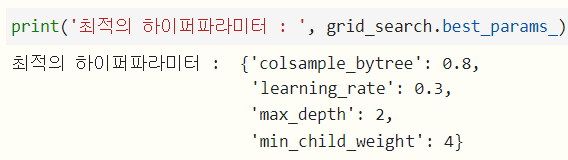 print('최적의 하이퍼파라미터 : ', grid_search.best_params_)
최적의 하이퍼파라미터 :  {'colsample_bytree': 0.8,
'learning_rate': 0.3,
'max_depth': 2,
'min_child_weight': 4}